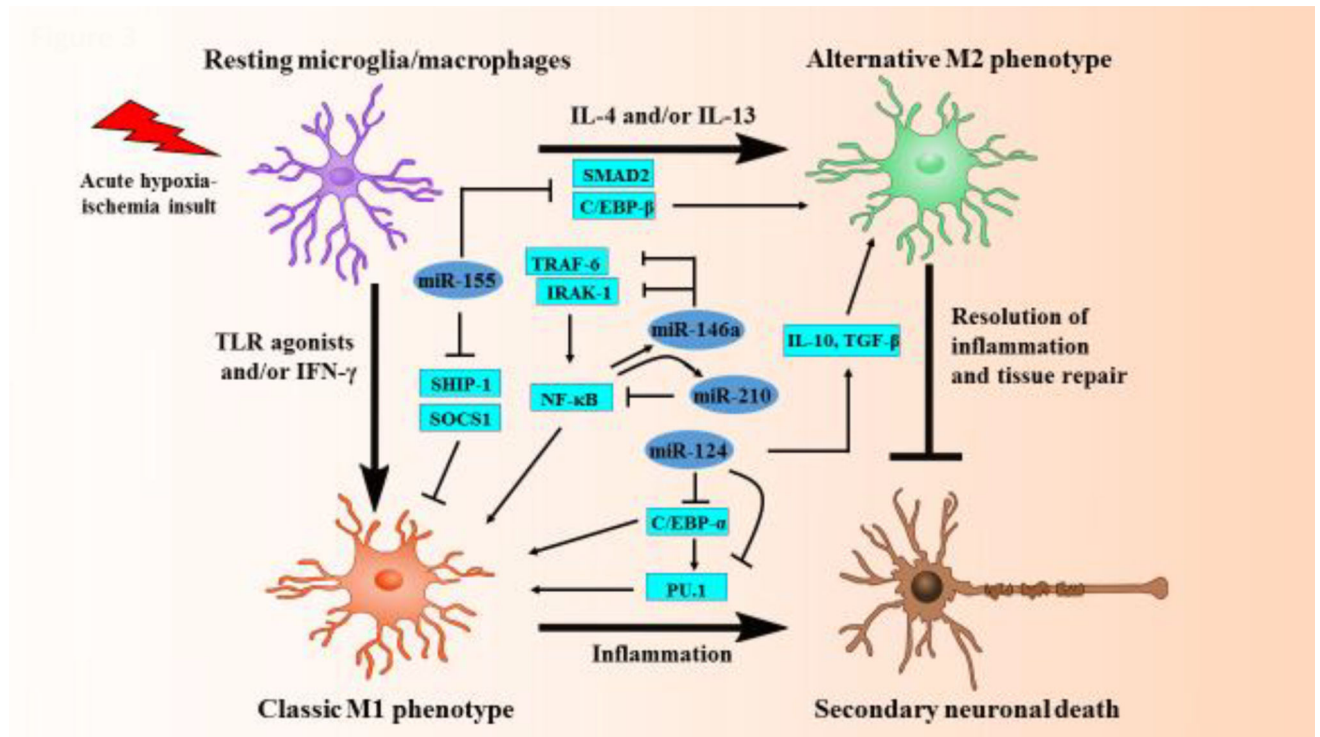 Figure 3
Resting microglia/macrophages
Alternative M2 phenotype
IL-4 and/or IL-13
Acute hypoxia-
ischemia insult
SMAD2
C/EBP-β
TRAF-6
miR-155
IRAK-1
miR-146a
TLR agonists
and/or IFN-γ
IL-10, TGF-β
Resolution of
inflammation
and tissue repair
SHIP-1
SOCS1
NF-κB
miR-210
miR-124
C/EBP-α
PU.1
Inflammation
Classic M1 phenotype
Secondary neuronal death